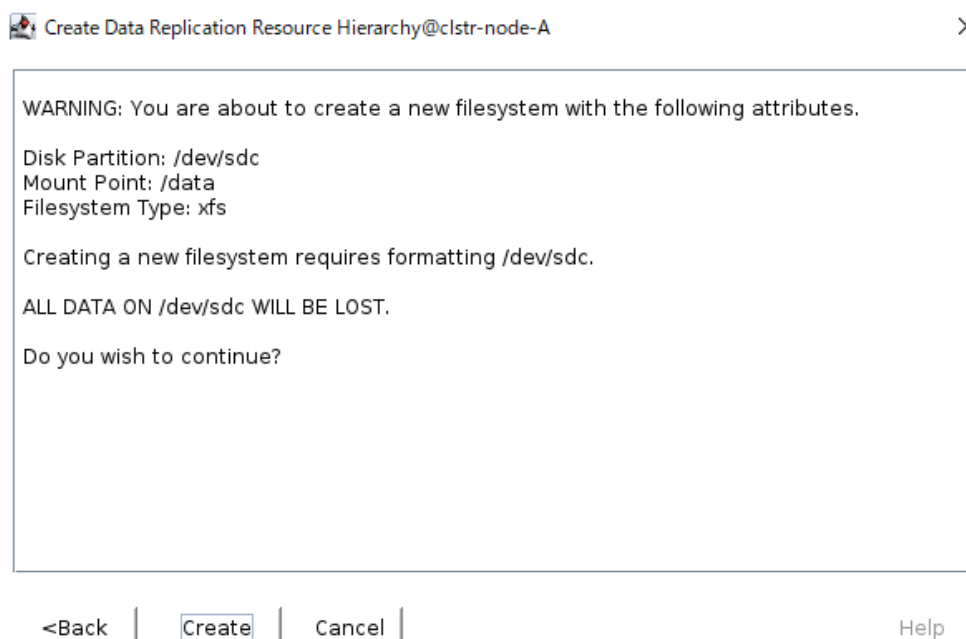 Create Data Replication Resource Hierarchy@clstr-node-A
WARNING: You are about to create a new filesystem with the following attributes.
Disk Partition: /dev/sdc
Mount Point: /data
Filesystem Type: xfs
Creating a new filesystem requires formatting /dev/sdc.
ALL DATA ON /dev/sdc WILL BE LOST.
Do you wish to continue?
<Back Create Cancel Help